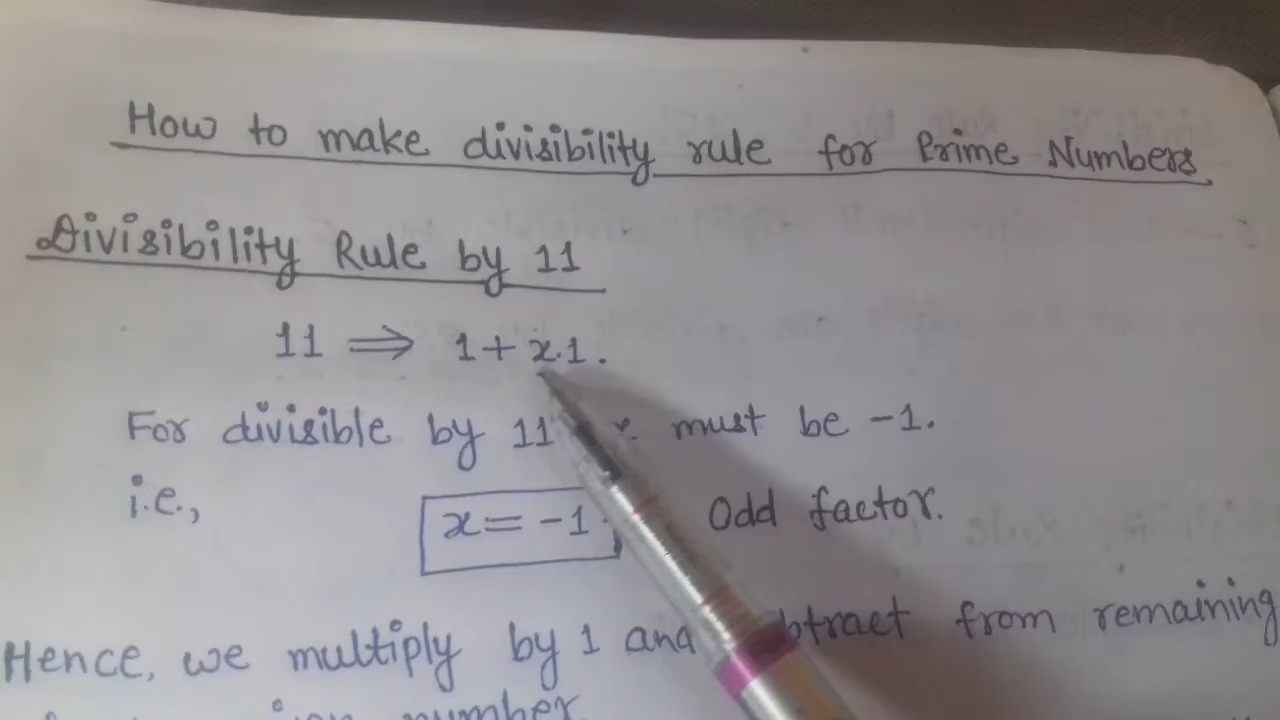 How to make divisibility rule for Prime Numbers
Divisibility Rule by 11
11 ⟹ 1 + x.1.
For divisible by 11 x must be -1.
i.e., x = -1 Odd factor.
Hence, we multiply by 1 and from remaining
number.